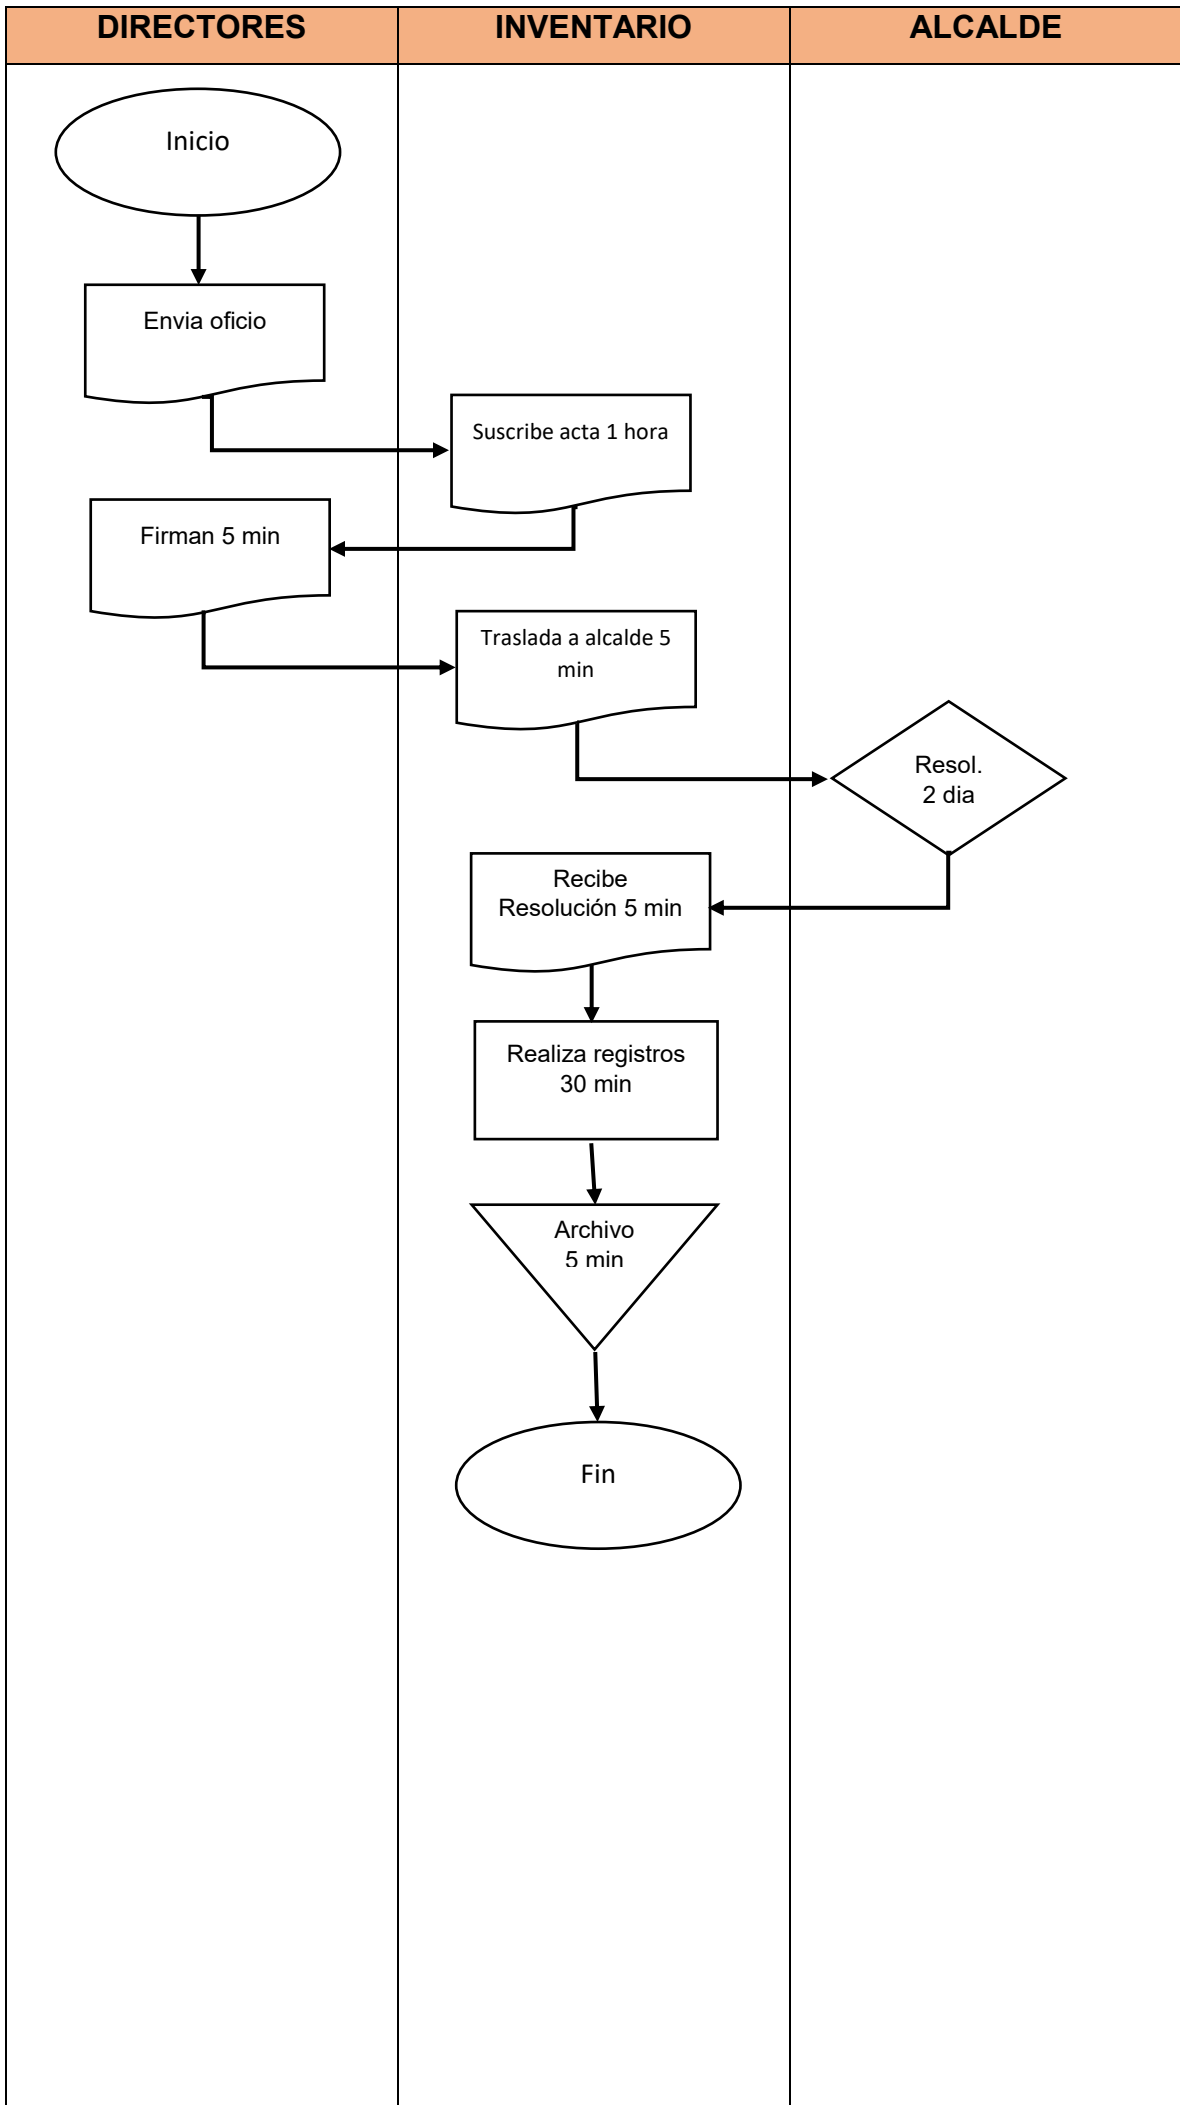 DIRECTORES
INVENTARIO
ALCALDE
Inicio
Envia oficio
Suscribe acta 1 hora
Firman 5 min
Traslada a alcalde 5
min
Resol.
2 dia
Recibe
Resolución 5 min
Realiza registros
30 min
Archivo
5 min
Fin